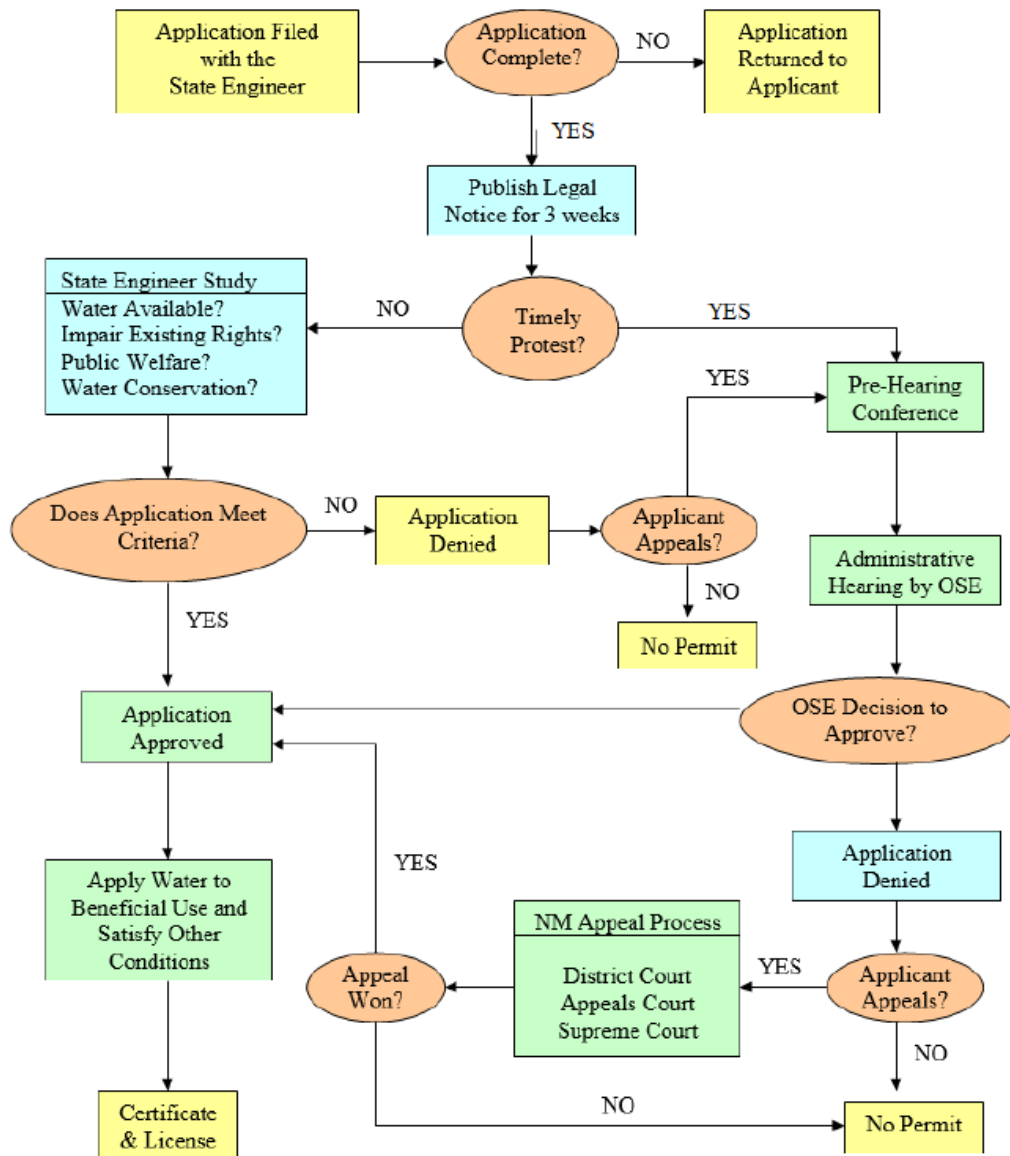 Application Filed
with the
State Engineer
Application
Complete?
NO
Application
Returned to
Applicant
YES
Publish Legal
Notice for 3 weeks
State Engineer Study
Water Available?
Impair Existing Rights?
Public Welfare?
Water Conservation?
NO
Timely
Protest?
YES
YES
Pre-Hearing
Conference
Does Application Meet
Criteria?
NO
Application
Denied
Applicant
Appeals?
Administrative
Hearing by OSE
YES
NO
No Permit
Application
Approved
OSE Decision to
Approve?
YES
Application
Denied
Apply Water to
Beneficial Use and
Satisfy Other
Conditions
NM Appeal Process
District Court
Appeals Court
Supreme Court
Appeal
Won?
YES
Applicant
Appeals?
NO
Certificate
& License
NO
No Permit